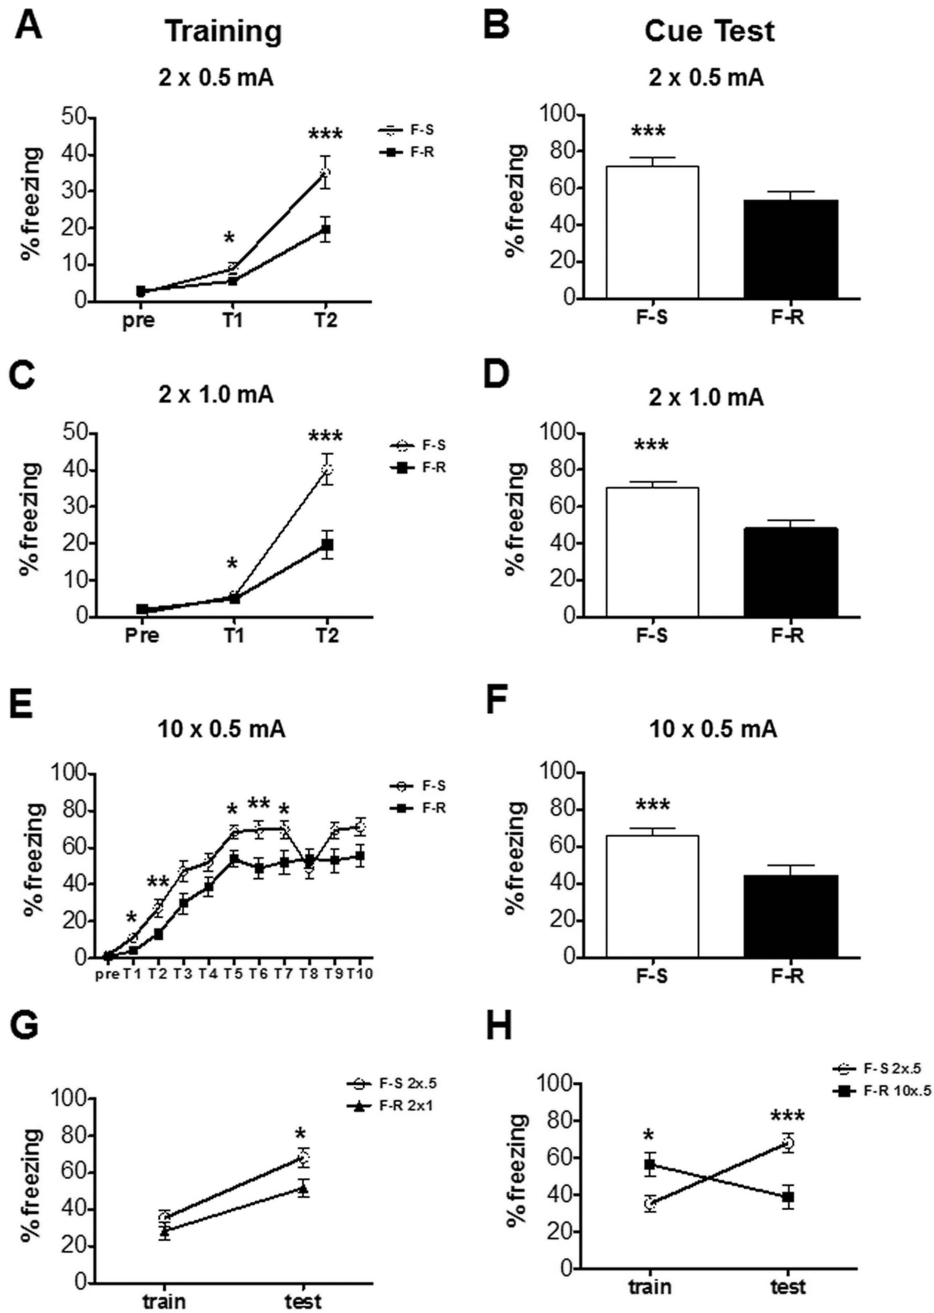 A Training
2 x 0.5 mA
50
40
30
20
10
0
%freezing
*
***
F-S
F-R
pre T1 T2
B Cue Test
2 x 0.5 mA
100
80
60
40
20
0
%freezing
***
F-S F-R
C
2 x 1.0 mA
50
40
30
20
10
0
%freezing
*
***
F-S
F-R
Pre T1 T2
D
2 x 1.0 mA
100
80
60
40
20
0
%freezing
***
F-S F-R
E
10 x 0.5 mA
100
80
60
40
20
0
%freezing
* ** * ** *
F-S
F-R
pre T1 T2 T3 T4 T5 T6 T7 T8 T9 T10
F
10 x 0.5 mA
100
80
60
40
20
0
%freezing
***
F-S F-R
G
100
80
60
40
20
0
%freezing
*
F-S 2x.5
F-R 2x1
train test
H
100
80
60
40
20
0
%freezing
* ***
F-S 2x.5
F-R 10x.5
train test